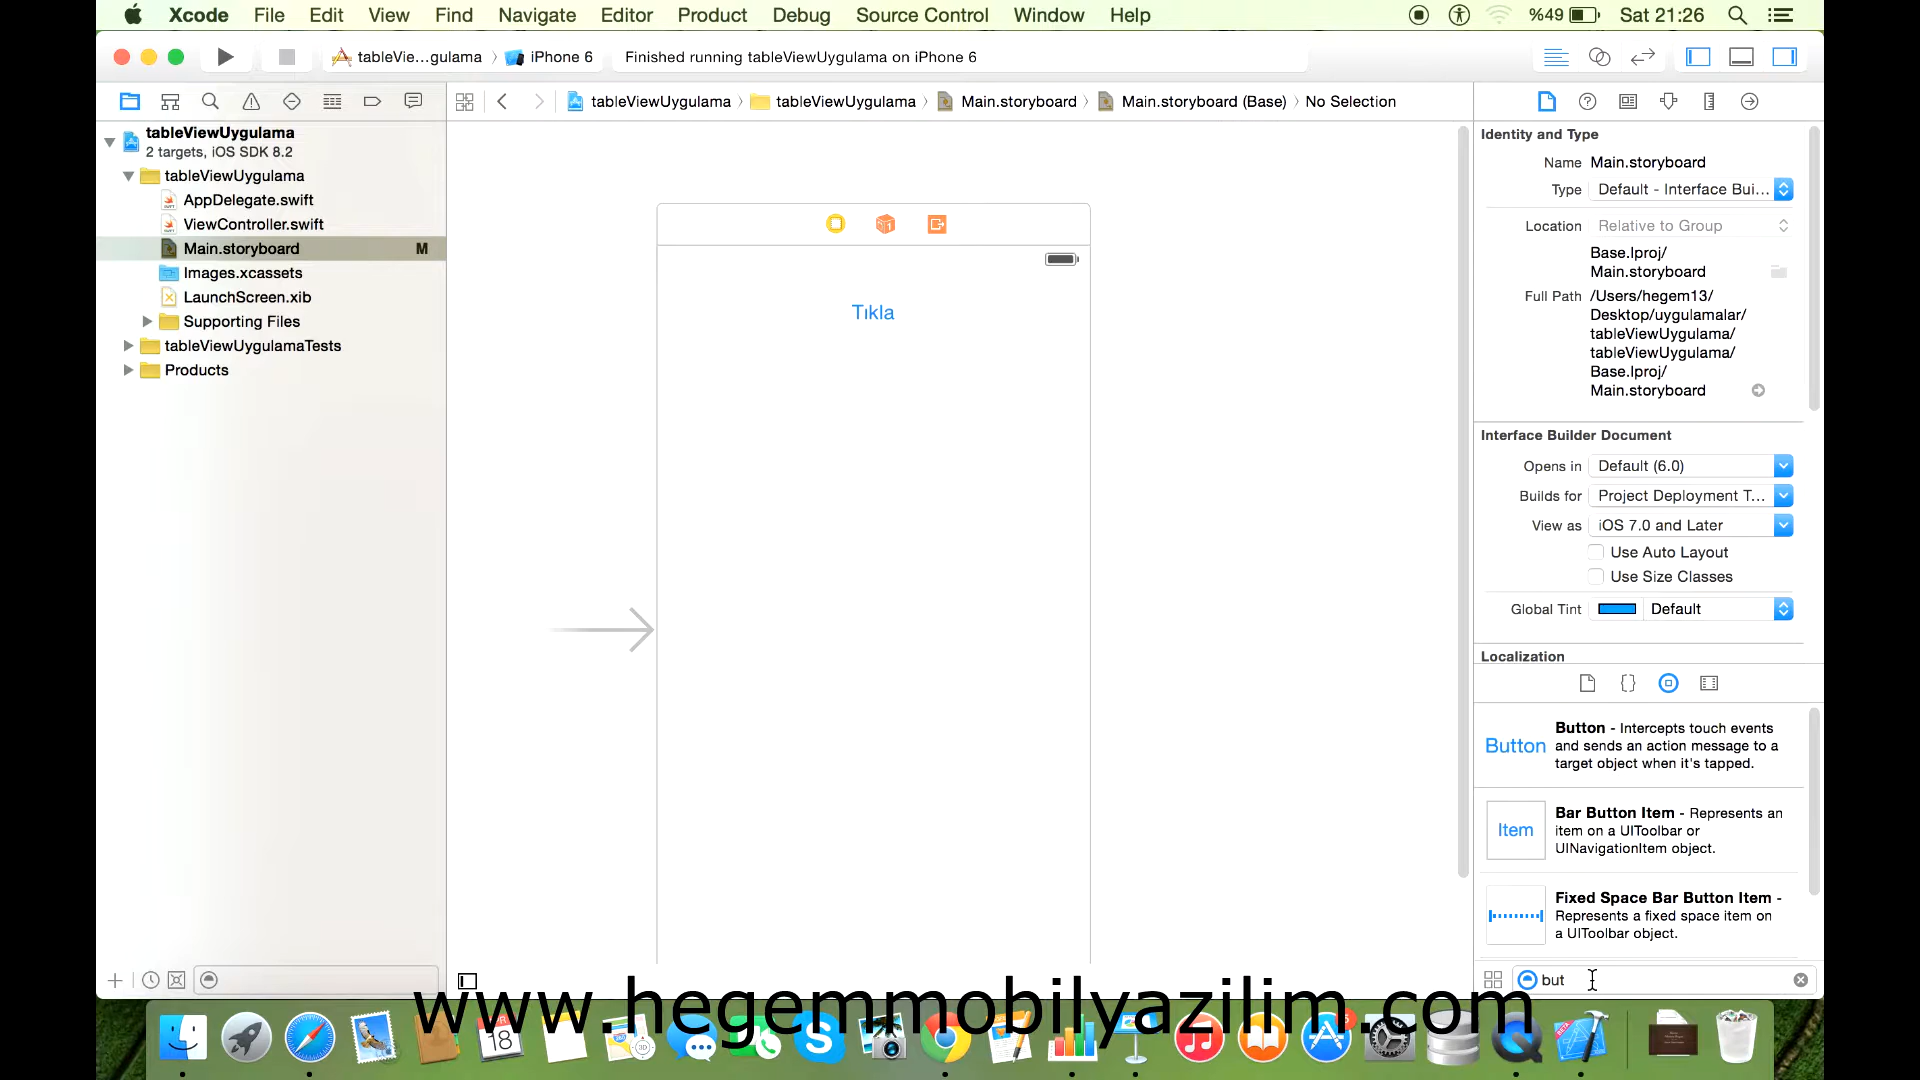 Xcode File Edit View Find Navigate Editor Product Debug Source Control Window Help %49 Sat 21:26
tableVie...gulama iPhone 6 Finished running tableViewUygulama on iPhone 6
tableViewUygulama tableViewUygulama Main.storyboard Main.storyboard (Base) No Selection
tableViewUygulama
2 targets, iOS SDK 8.2
tableViewUygulama
AppDelegate.swift
ViewController.swift
Main.storyboard M
Images.xcassets
LaunchScreen.xib
Supporting Files
tableViewUygulamaTests
Products
Tıkla
Identity and Type
Name Main.storyboard
Type Default - Interface Bui...
Location Relative to Group
Base.lproj/
Main.storyboard
Full Path /Users/hegem13/
Desktop/uygulamalar/
tableViewUygulama/
tableViewUygulama/
Base.lproj/
Main.storyboard
Interface Builder Document
Opens in Default (6.0)
Builds for Project Deployment T...
View as iOS 7.0 and Later
Use Auto Layout
Use Size Classes
Global Tint Default
Localization
Button Button - Intercepts touch events
and sends an action message to a
target object when it's tapped.
Item Bar Button Item - Represents an
item on a UIToolbar or
UINavigationItem object.
Fixed Space Bar Button Item -
Represents a fixed space item on
a UIToolbar object.
but
www.hegemmobilyazilim.com
18
3D